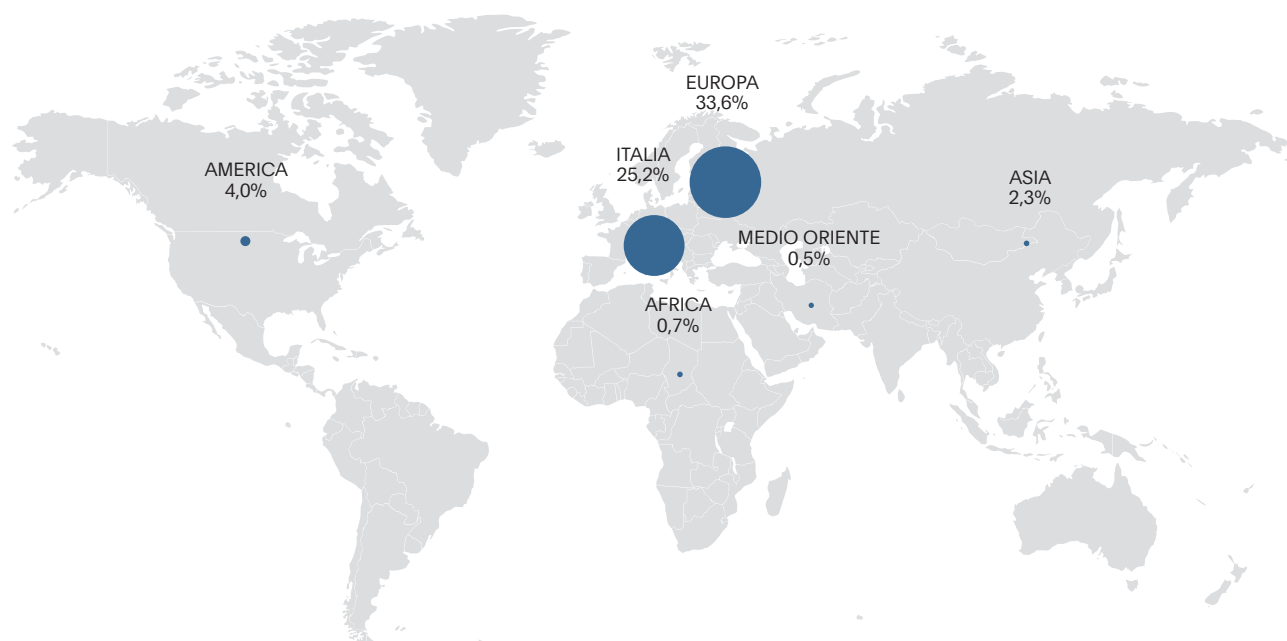 EUROPA
33,6%
ITALIA
25,2%
AMERICA
4,0%
ASIA
2,3%
MEDIO ORIENTE
0,5%
AFRICA
0,7%